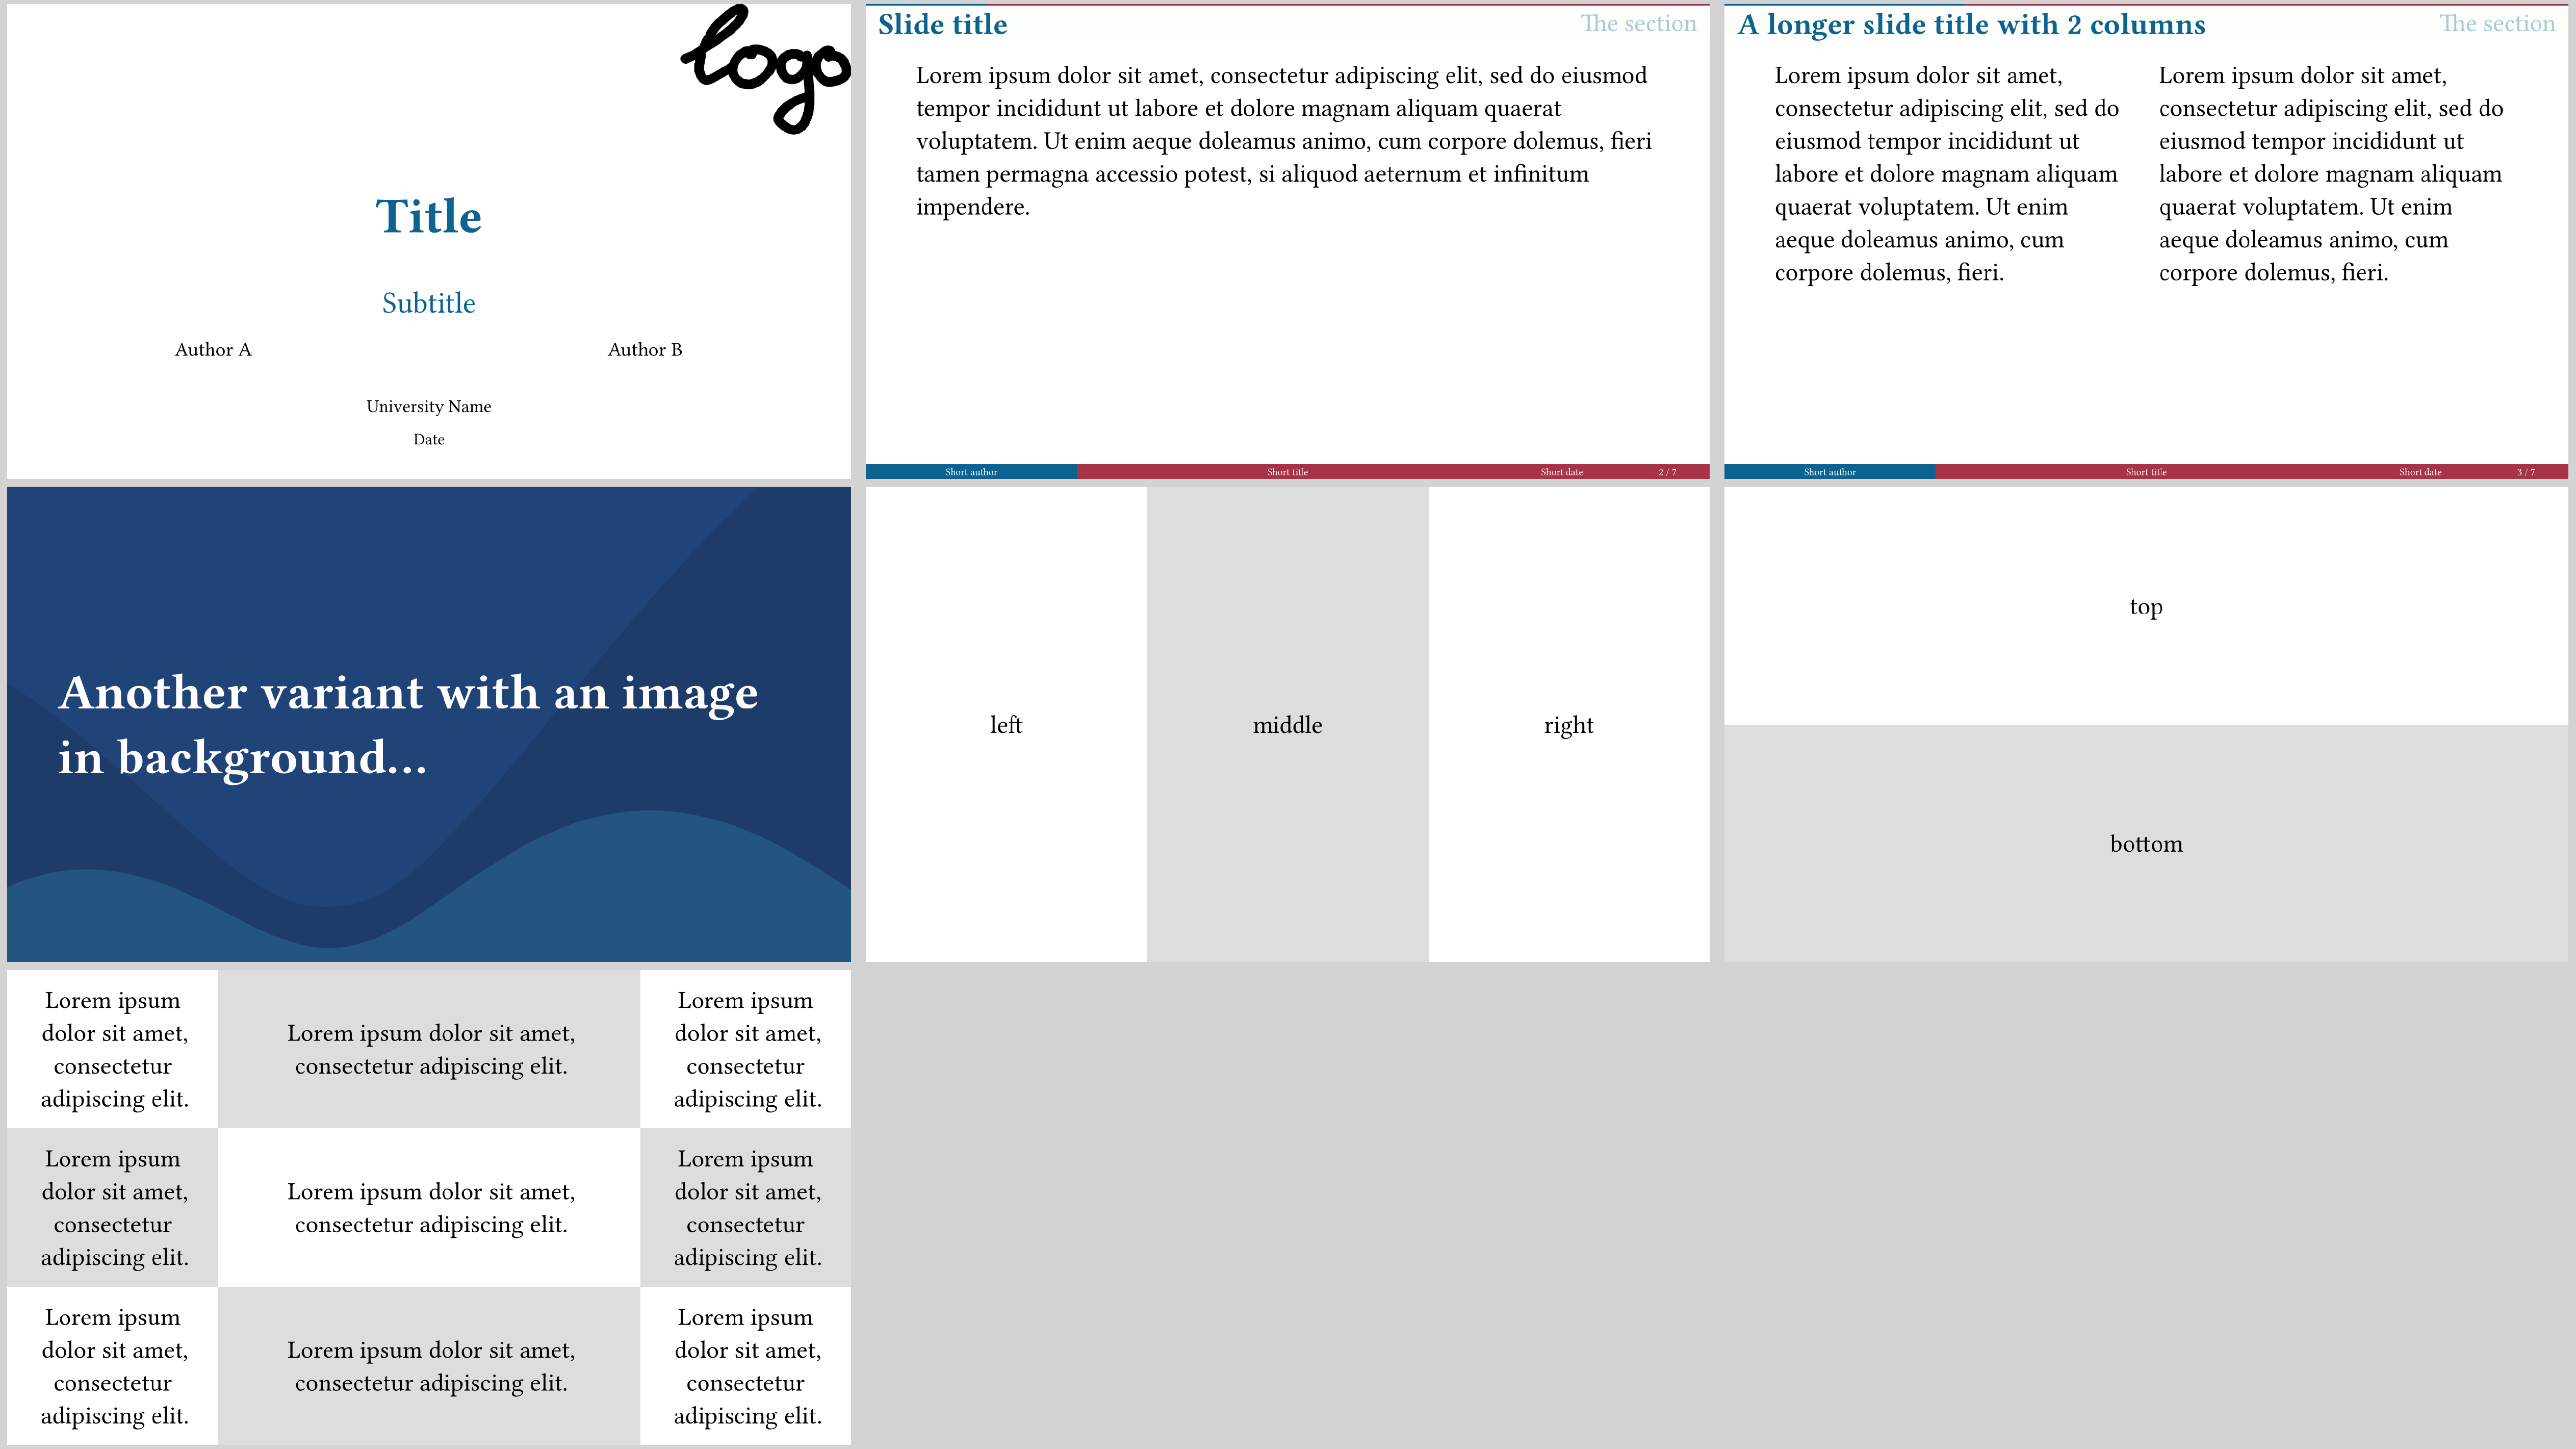 logo
Title
Subtitle
Author A
Author B
University Name
Date
Slide title
The section
Lorem ipsum dolor sit amet, consectetur adipiscing elit, sed do eiusmod
tempor incididunt ut labore et dolore magnam aliquam quaerat
voluptatem. Ut enim aeque doleamus animo, cum corpore dolemus, fieri
tamen permagna accessio potest, si aliquod aeternum et infinitum
impendere.
Short author
Short title
Short date
2 / 7
A longer slide title with 2 columns
The section
Lorem ipsum dolor sit amet,
consectetur adipiscing elit, sed do
eiusmod tempor incididunt ut
labore et dolore magnam aliquam
quaerat voluptatem. Ut enim
aeque doleamus animo, cum
corpore dolemus, fieri.
Lorem ipsum dolor sit amet,
consectetur adipiscing elit, sed do
eiusmod tempor incididunt ut
labore et dolore magnam aliquam
quaerat voluptatem. Ut enim
aeque doleamus animo, cum
corpore dolemus, fieri.
Short author
Short title
Short date
3 / 7
Another variant with an image
in background...
left
middle
right
top
bottom
Lorem ipsum
dolor sit amet,
consectetur
adipiscing elit.
Lorem ipsum dolor sit amet,
consectetur adipiscing elit.
Lorem ipsum
dolor sit amet,
consectetur
adipiscing elit.
Lorem ipsum
dolor sit amet,
consectetur
adipiscing elit.
Lorem ipsum dolor sit amet,
consectetur adipiscing elit.
Lorem ipsum
dolor sit amet,
consectetur
adipiscing elit.
Lorem ipsum
dolor sit amet,
consectetur
adipiscing elit.
Lorem ipsum dolor sit amet,
consectetur adipiscing elit.
Lorem ipsum
dolor sit amet,
consectetur
adipiscing elit.